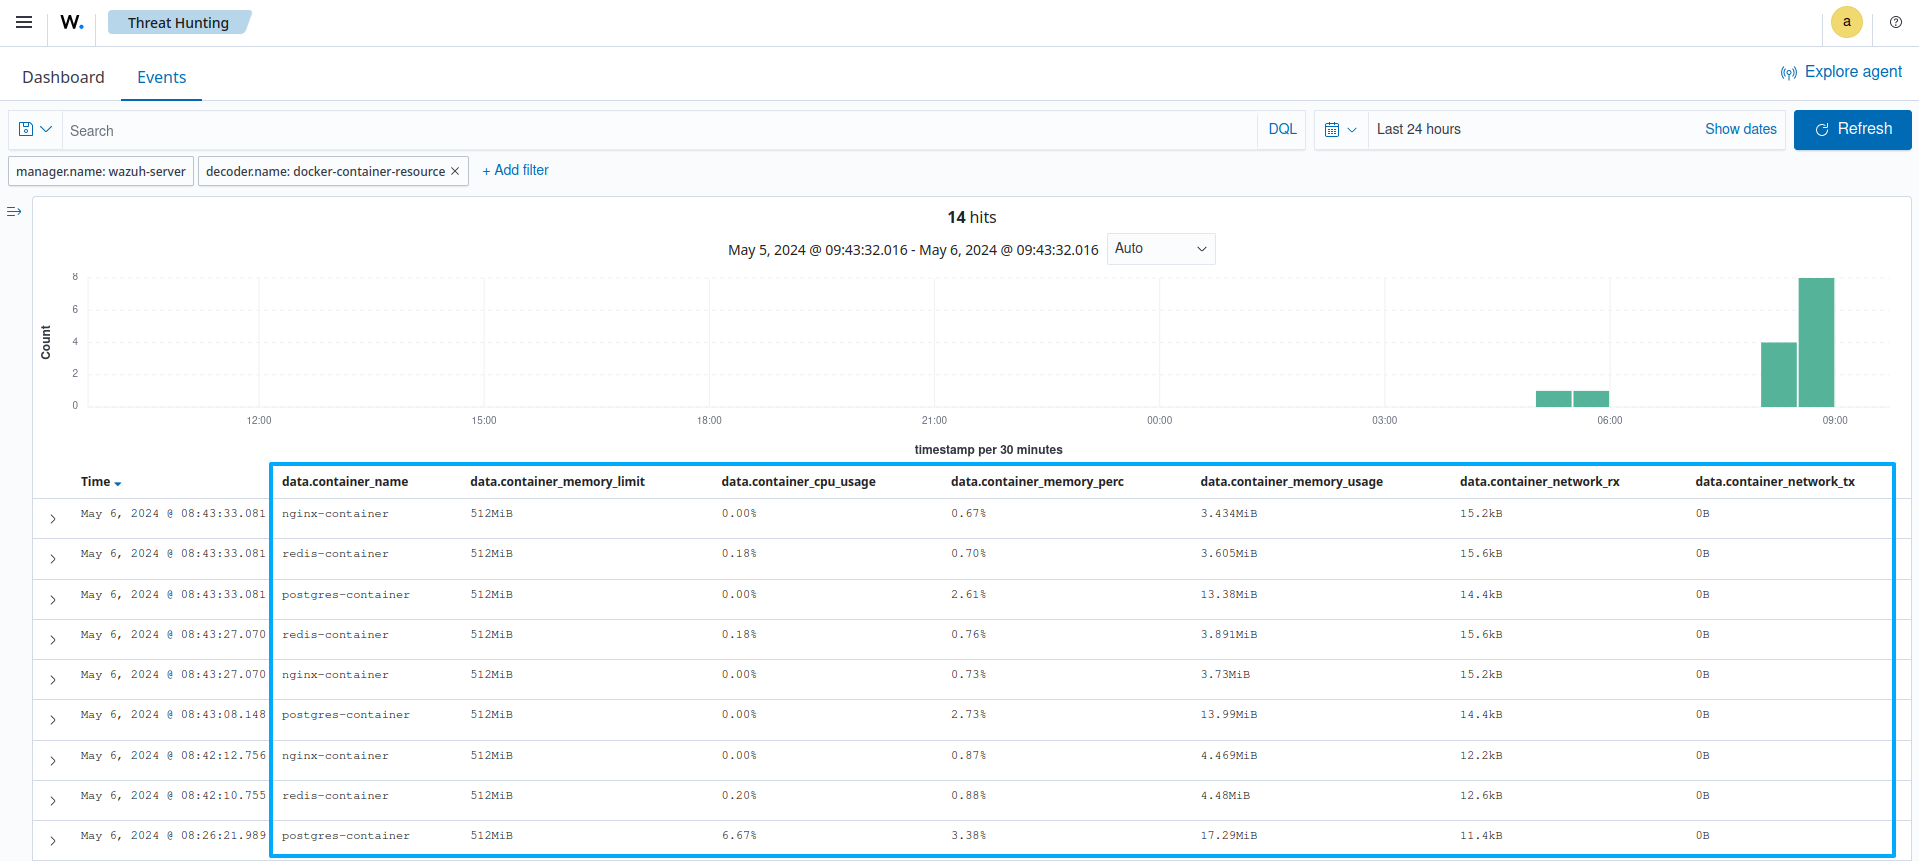 W. Threat Hunting a
Dashboard Events Explore agent
Search DQL Last 24 hours Show dates Refresh
manager.name: wazuh-server decoder.name: docker-container-resource × + Add filter
14 hits
May 5, 2024 @ 09:43:32.016 - May 6, 2024 @ 09:43:32.016 Auto
8
6
4
2
0
Count
12:00 15:00 18:00 21:00 00:00 03:00 06:00 09:00
timestamp per 30 minutes
Time data.container_name data.container_memory_limit data.container_cpu_usage data.container_memory_perc data.container_memory_usage data.container_network_rx data.container_network_tx
May 6, 2024 @ 08:43:33.081 nginx-container 512MiB 0.00% 0.67% 3.434MiB 15.2kB 0B
May 6, 2024 @ 08:43:33.081 redis-container 512MiB 0.18% 0.70% 3.605MiB 15.6kB 0B
May 6, 2024 @ 08:43:33.081 postgres-container 512MiB 0.00% 2.61% 13.38MiB 14.4kB 0B
May 6, 2024 @ 08:43:27.070 redis-container 512MiB 0.18% 0.76% 3.891MiB 15.6kB 0B
May 6, 2024 @ 08:43:27.070 nginx-container 512MiB 0.00% 0.73% 3.73MiB 15.2kB 0B
May 6, 2024 @ 08:43:08.148 postgres-container 512MiB 0.00% 2.73% 13.99MiB 14.4kB 0B
May 6, 2024 @ 08:42:12.756 nginx-container 512MiB 0.00% 0.87% 4.469MiB 12.2kB 0B
May 6, 2024 @ 08:42:10.755 redis-container 512MiB 0.20% 0.88% 4.48MiB 12.6kB 0B
May 6, 2024 @ 08:26:21.989 postgres-container 512MiB 6.67% 3.38% 17.29MiB 11.4kB 0B